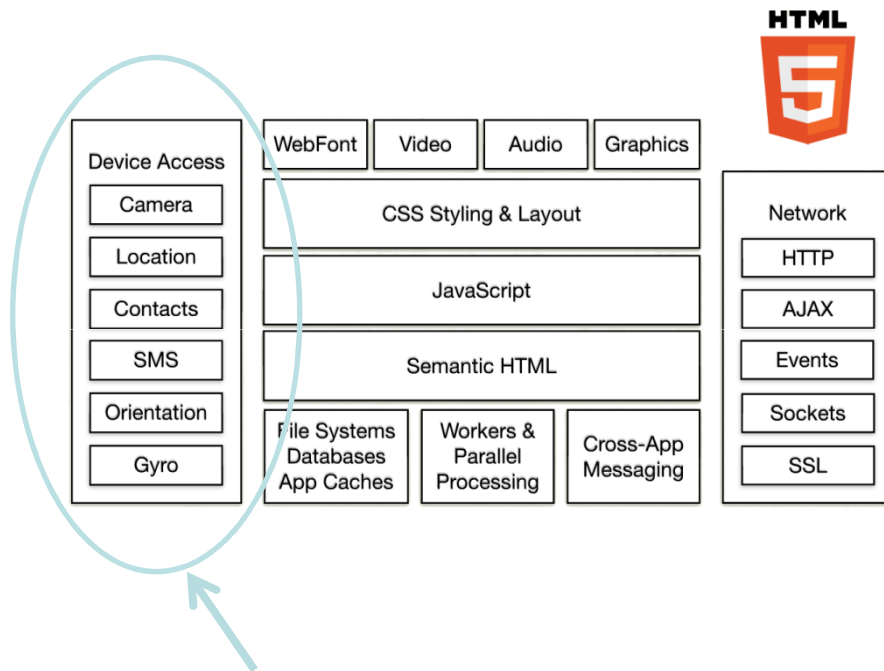 HTML
5
Device Access
Camera
Location
Contacts
SMS
Orientation
Gyro
WebFont
Video
Audio
Graphics
CSS Styling & Layout
JavaScript
Semantic HTML
File Systems
Databases
App Caches
Workers &
Parallel
Processing
Cross-App
Messaging
Network
HTTP
AJAX
Events
Sockets
SSL